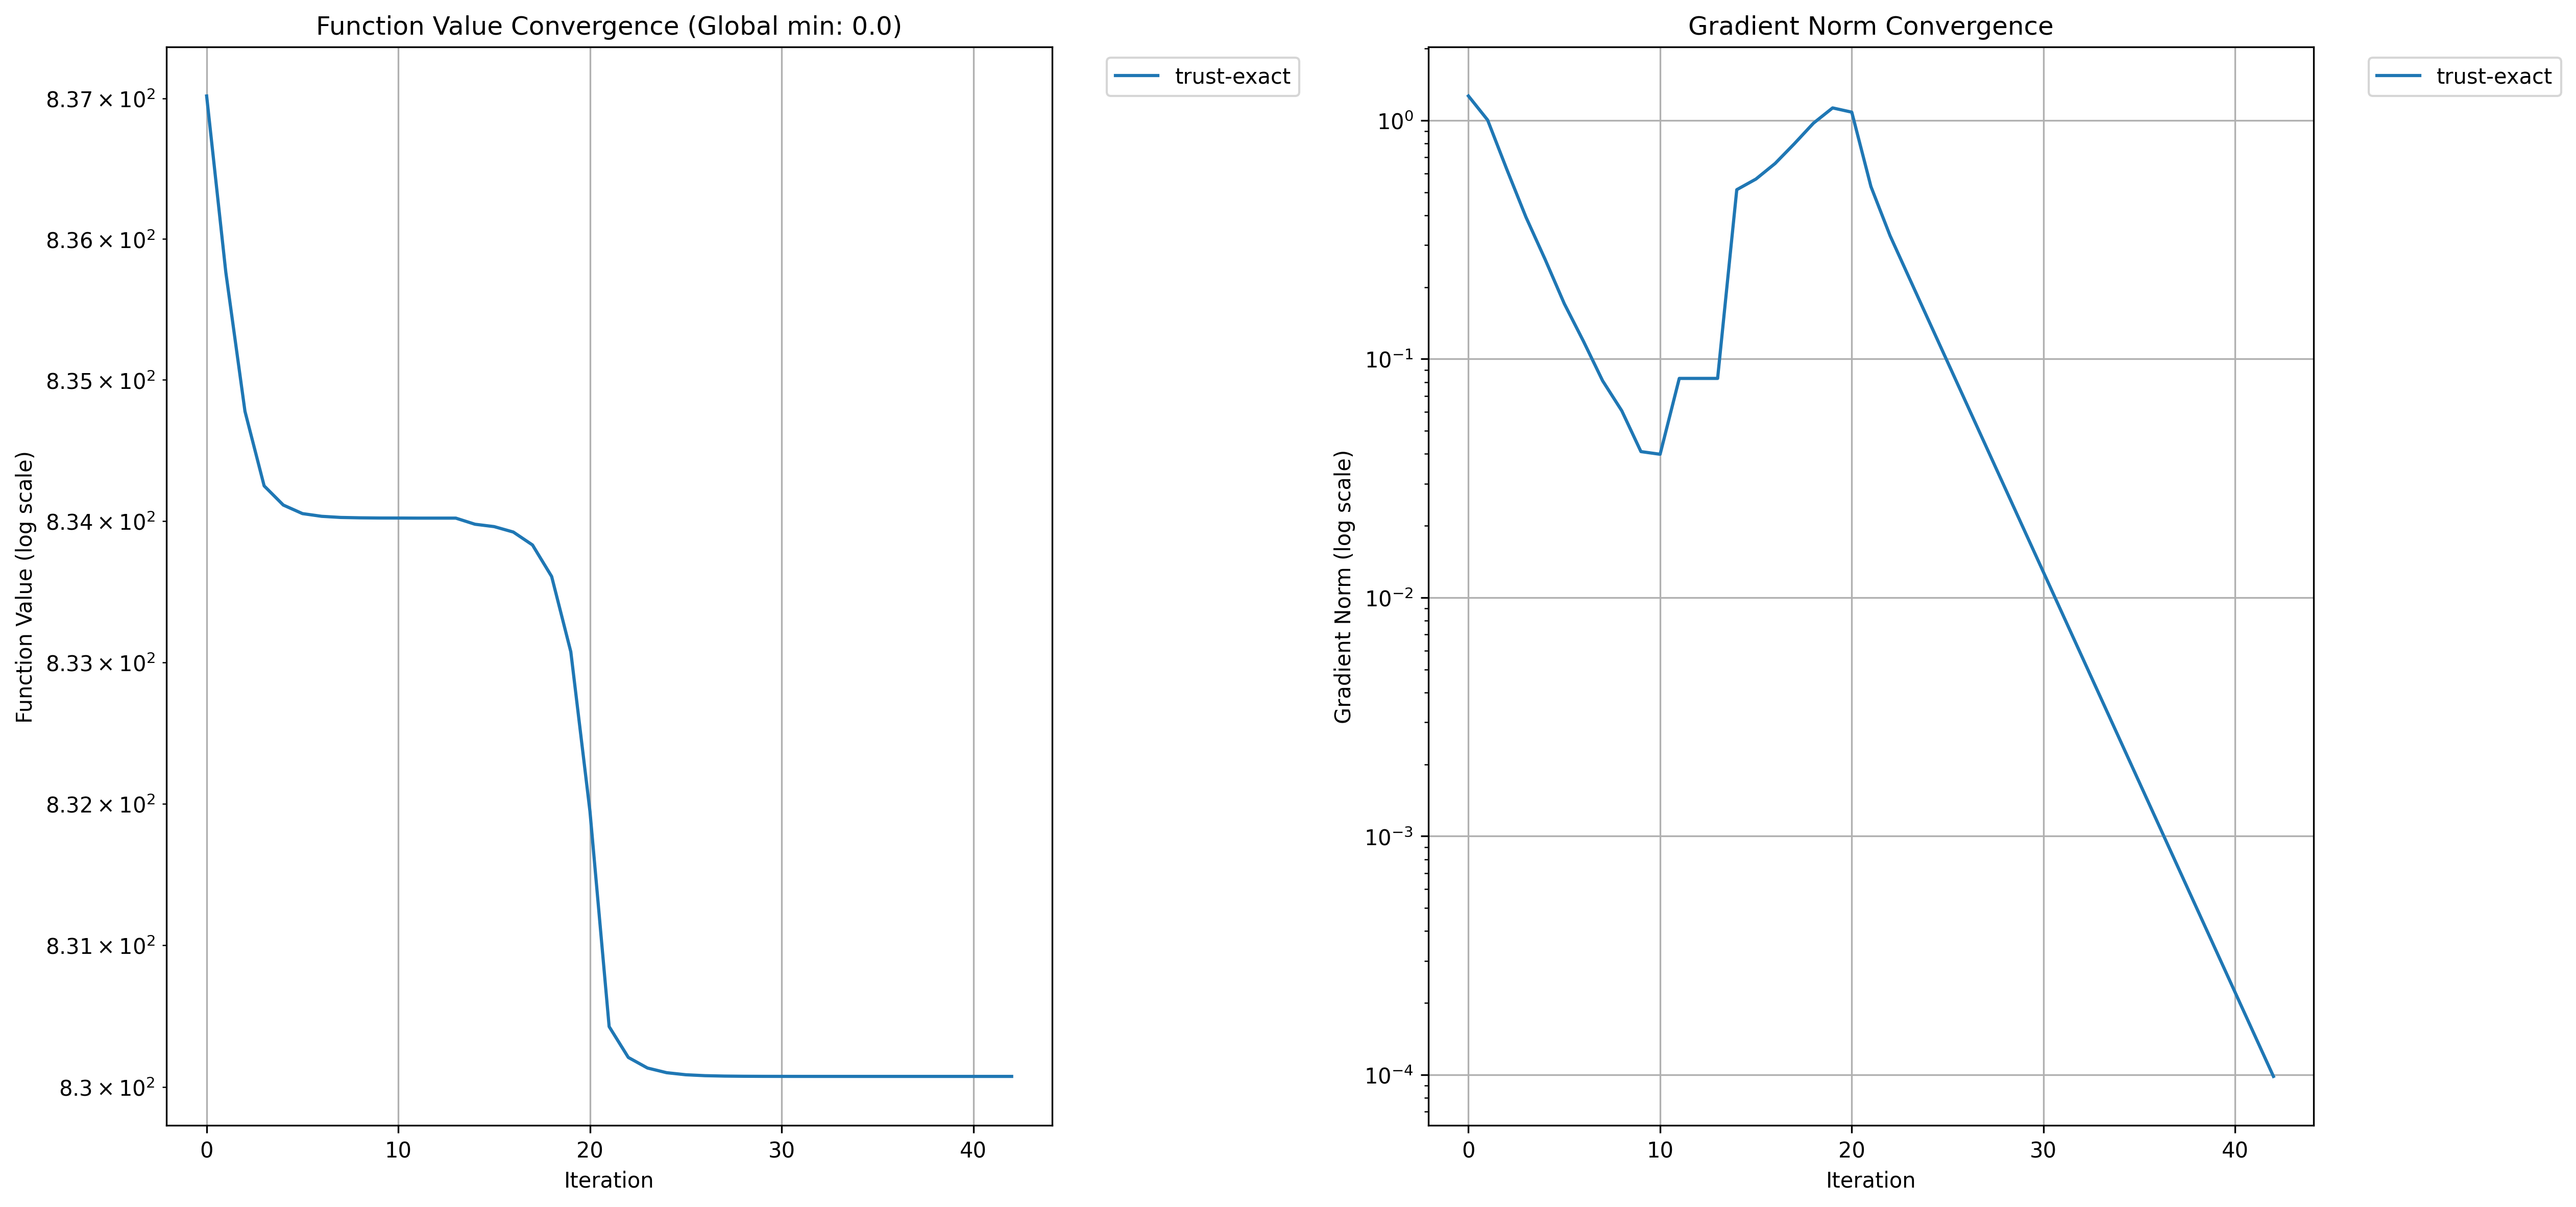 Function Value Convergence (Global min: 0.0)
Function Value (log scale)
8.37 × 10²
8.36 × 10²
8.35 × 10²
8.34 × 10²
8.33 × 10²
8.32 × 10²
8.31 × 10²
8.3 × 10²
0 10 20 30 40
Iteration
trust-exact
Gradient Norm Convergence
Gradient Norm (log scale)
10⁰
10⁻¹
10⁻²
10⁻³
10⁻⁴
0 10 20 30 40
Iteration
trust-exact